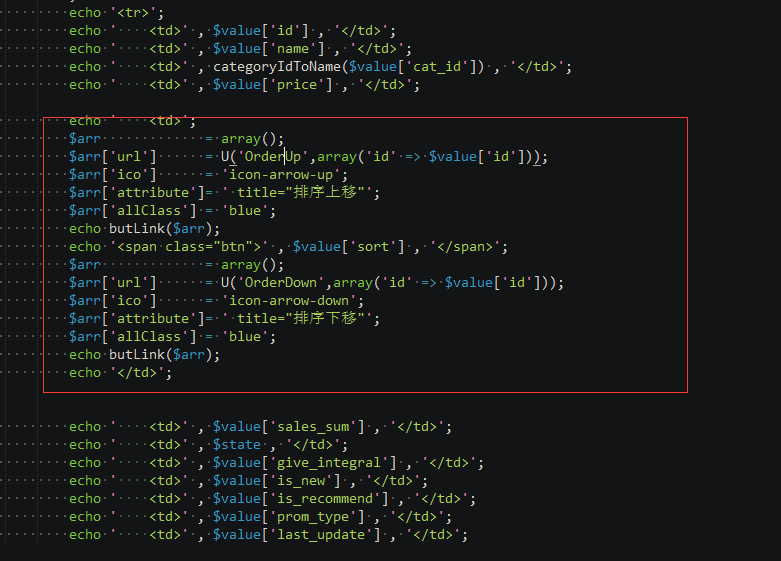 echo '<tr>';
echo '    <td>' , $value['id'] , '</td>';
echo '    <td>' , $value['name'] , '</td>';
echo '    <td>' , categoryIdToName($value['cat_id']) , '</td>';
echo '    <td>' , $value['price'] , '</td>';
echo '    <td>';
$arr             = array();
$arr['url']      = U('OrderUp',array('id' => $value['id']));
$arr['ico']      = 'icon-arrow-up';
$arr['attribute']= ' title="排序上移"';
$arr['allClass'] = 'blue';
echo butLink($arr);
echo '<span class="btn">' , $value['sort'] , '</span>';
$arr             = array();
$arr['url']      = U('OrderDown',array('id' => $value['id']));
$arr['ico']      = 'icon-arrow-down';
$arr['attribute']= ' title="排序下移"';
$arr['allClass'] = 'blue';
echo butLink($arr);
echo '</td>';
echo '    <td>' , $value['sales_sum'] , '</td>';
echo '    <td>' , $state , '</td>';
echo '    <td>' , $value['give_integral'] , '</td>';
echo '    <td>' , $value['is_new'] , '</td>';
echo '    <td>' , $value['is_recommend'] , '</td>';
echo '    <td>' , $value['prom_type'] , '</td>';
echo '    <td>' , $value['last_update'] , '</td>';